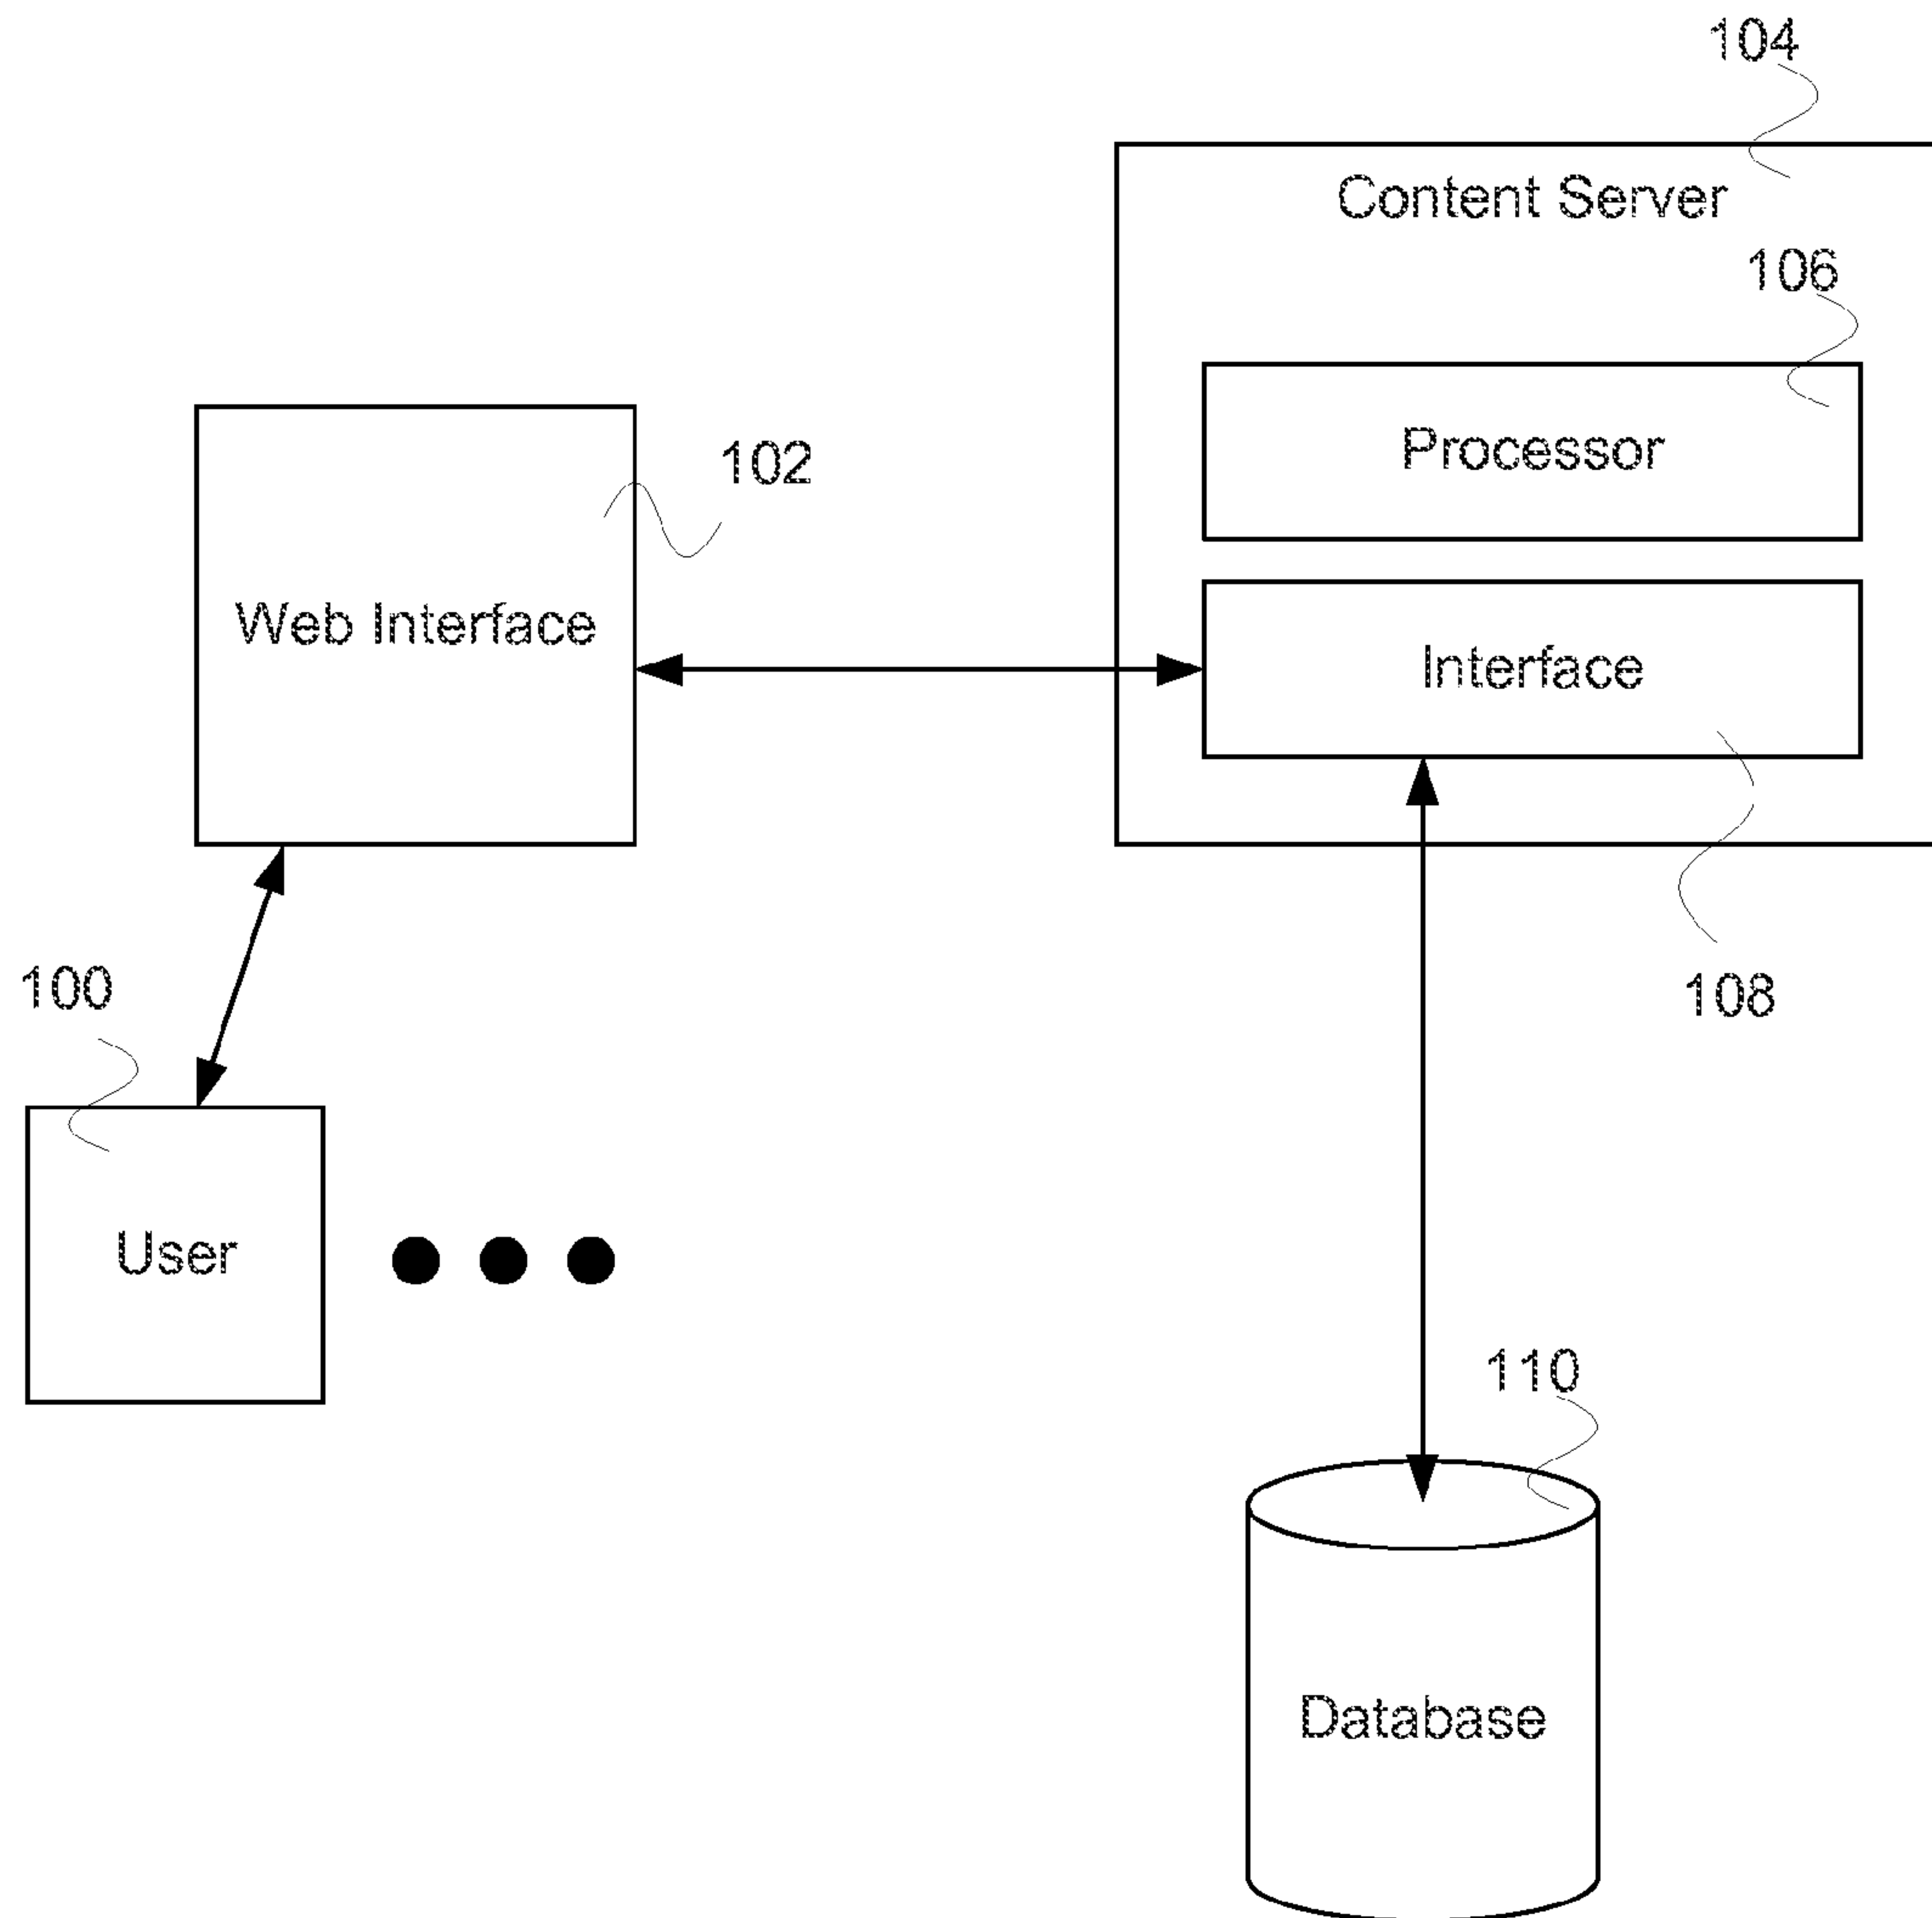 104
Content Server
106
Processor
102
Web Interface
Interface
100
108
User
110
Database